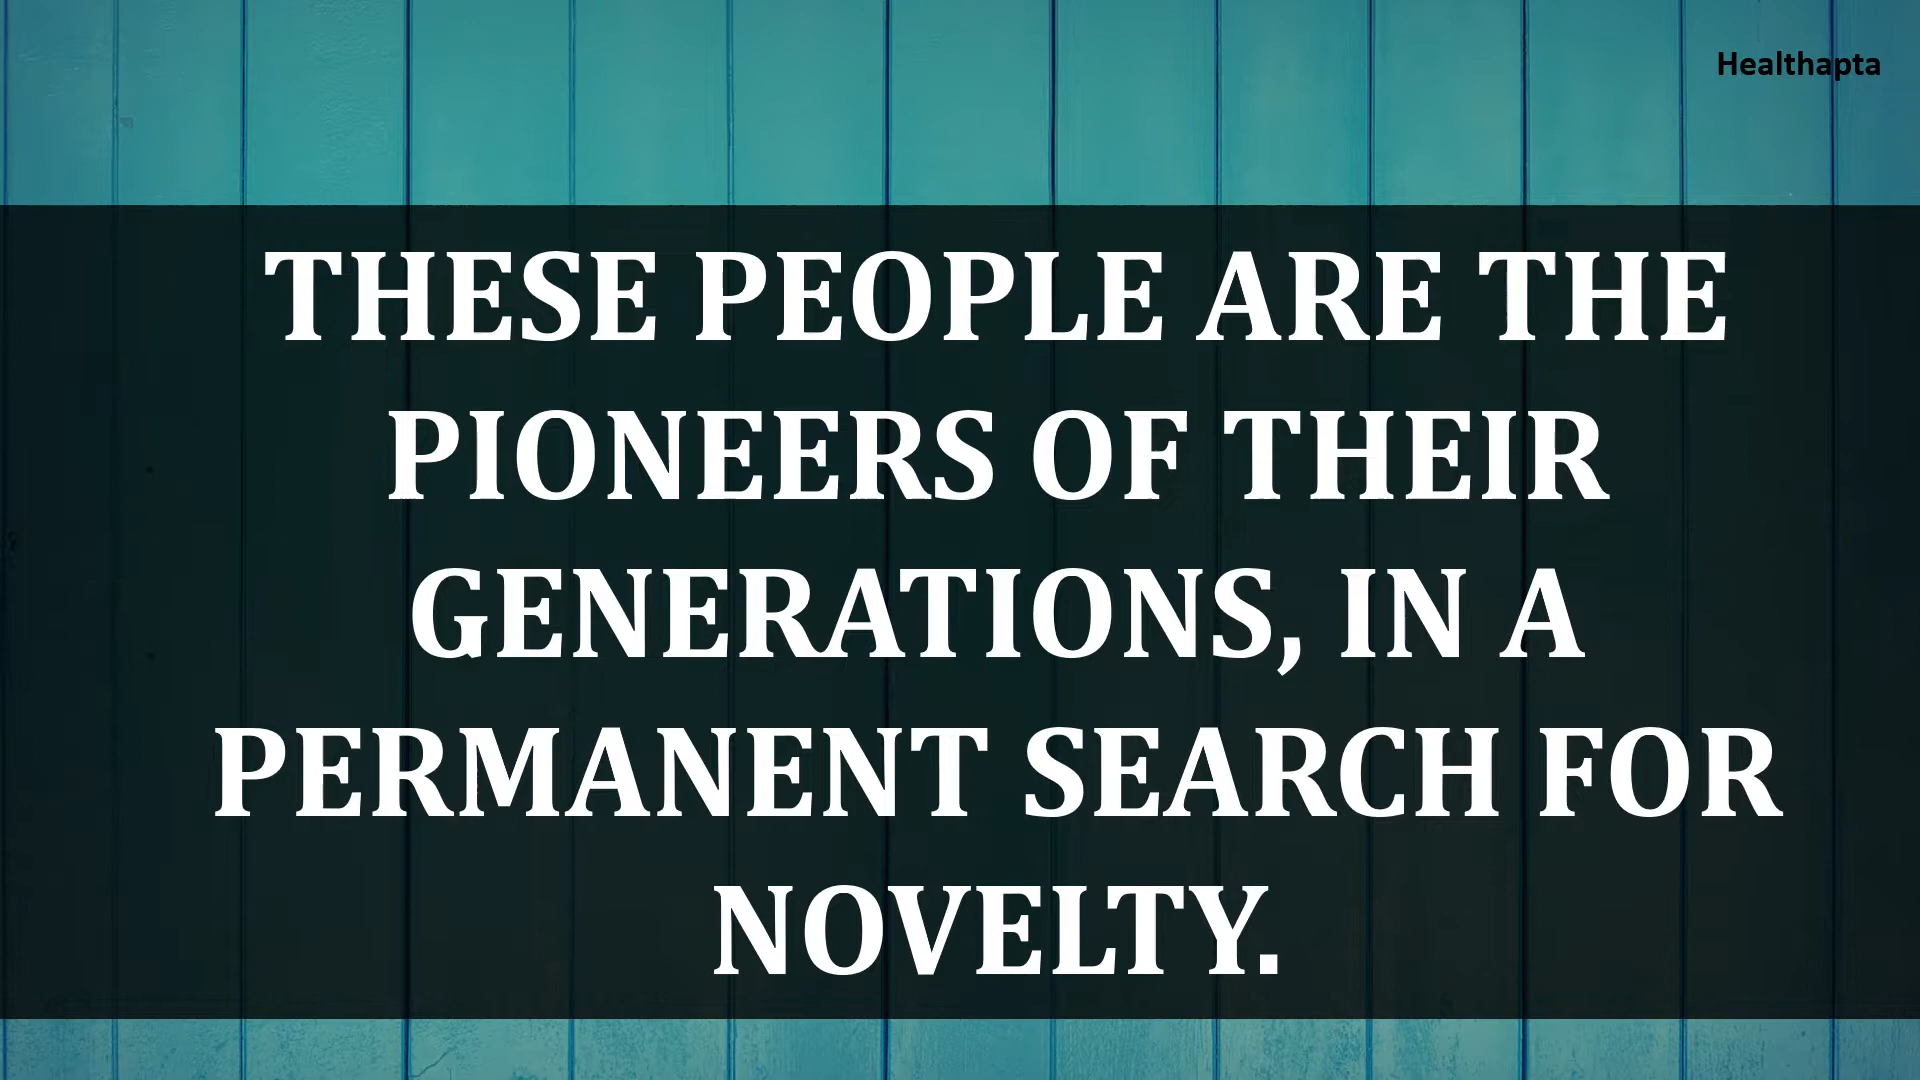 Healthapta
THESE PEOPLE ARE THE
PIONEERS OF THEIR
GENERATIONS, IN A
PERMANENT SEARCH FOR
NOVELTY.